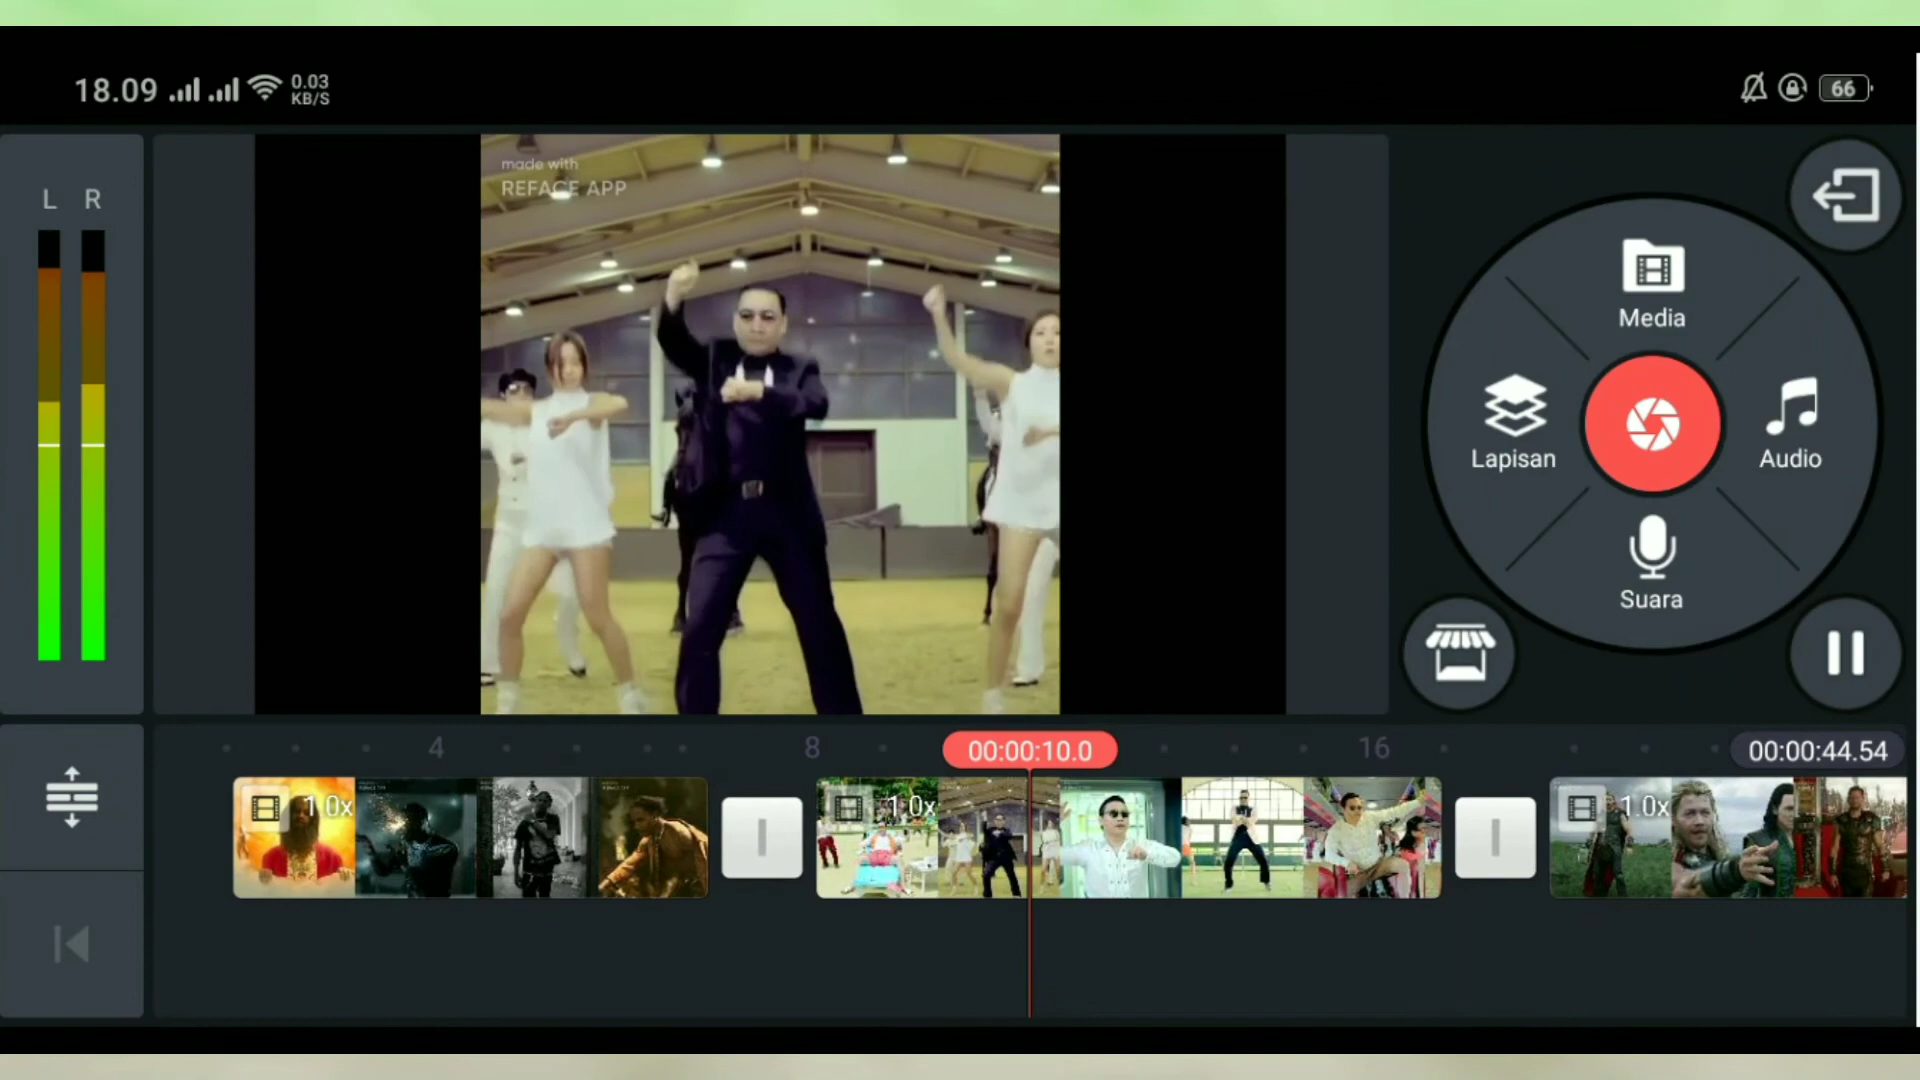 18.09
0.03
KB/S
66
L R
made with
REFACE APP
Media
Lapisan
Audio
Suara
4
8
00:00:10.0
16
00:00:44.54
1.0x
1.0x
1.0x